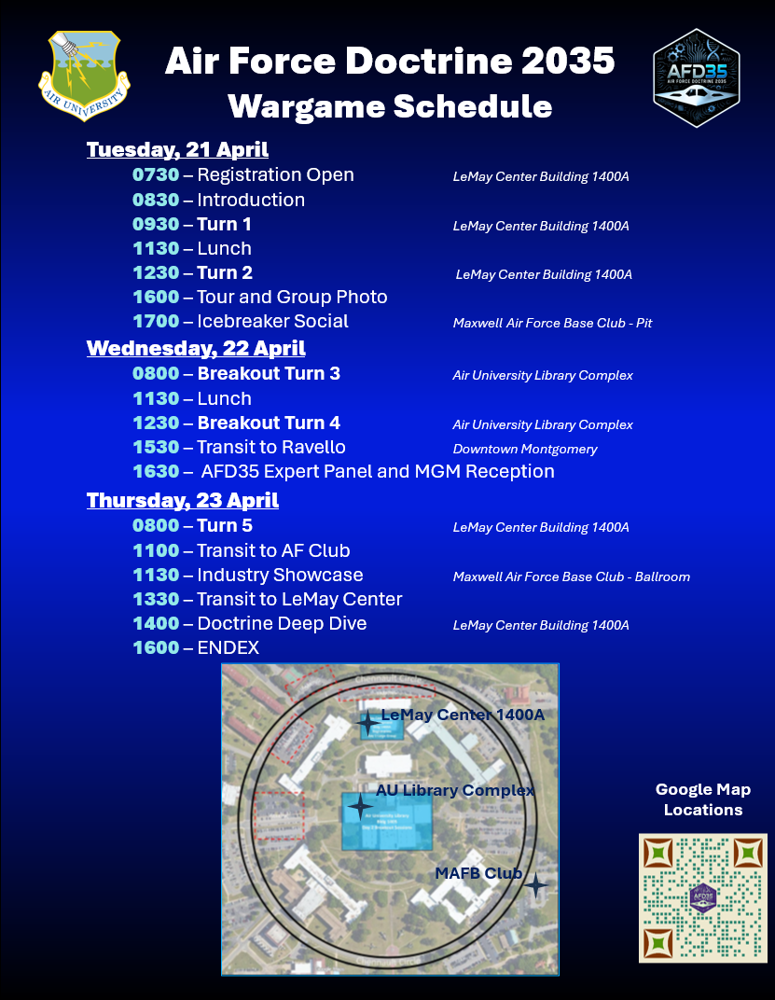 Air Force Doctrine 2035
Wargame Schedule
AIR UNIVERSITY
AFD35
AIR FORCE DOCTRINE 2035
Tuesday, 21 April
0730 – Registration Open LeMay Center Building 1400A
0830 – Introduction
0930 – Turn 1 LeMay Center Building 1400A
1130 – Lunch
1230 – Turn 2 LeMay Center Building 1400A
1600 – Tour and Group Photo
1700 – Icebreaker Social Maxwell Air Force Base Club - Pit
Wednesday, 22 April
0800 – Breakout Turn 3 Air University Library Complex
1130 – Lunch
1230 – Breakout Turn 4 Air University Library Complex
1530 – Transit to Ravello Downtown Montgomery
1630 – AFD35 Expert Panel and MGM Reception
Thursday, 23 April
0800 – Turn 5 LeMay Center Building 1400A
1100 – Transit to AF Club
1130 – Industry Showcase Maxwell Air Force Base Club - Ballroom
1330 – Transit to LeMay Center
1400 – Doctrine Deep Dive LeMay Center Building 1400A
1600 – ENDEX
Chennault Circle
LeMay Center 1400A
AU Library Complex
Air University Library
MAFB Club
Google Map
Locations
AFD35